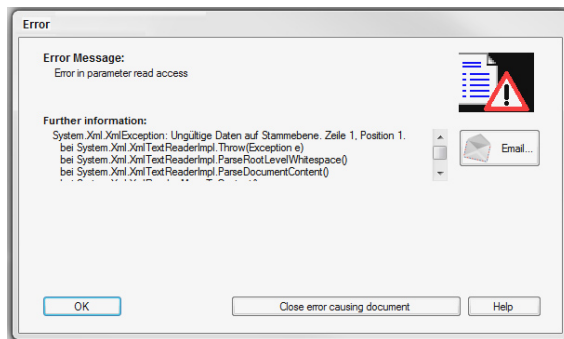 Error
Error Message:
Error in parameter read access
Further information:
System.Xml.XmlException: Ungültige Daten auf Stammebene. Zeile 1, Position 1.
bei System.Xml.XmlTextReaderImpl.Throw(Exception e)
bei System.Xml.XmlTextReaderImpl.ParseRootLevelWhitespace()
bei System.Xml.XmlTextReaderImpl.ParseDocumentContent()
Email...
OK
Close error causing document
Help